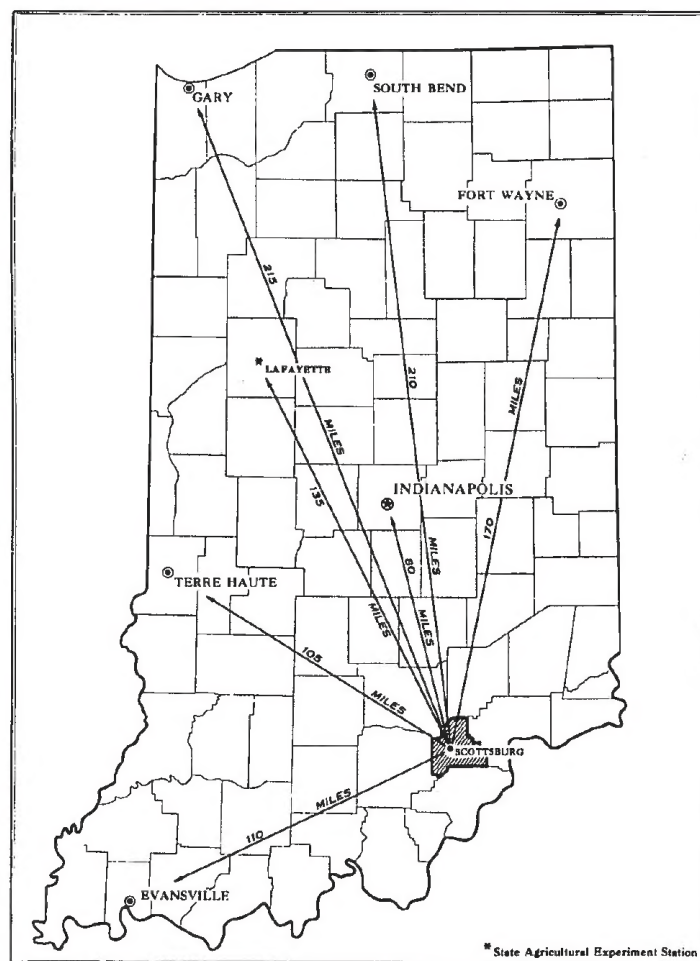 GARY
SOUTH BEND
FORT WAYNE
215
MILES
* LAFAYETTE
135
MILES
210
MILES
MILES
170
INDIANAPOLIS
80
MILES
TERRE HAUTE
105
MILES
SCOTTSBURG
110
MILES
EVANSVILLE
* State Agricultural Experiment Station